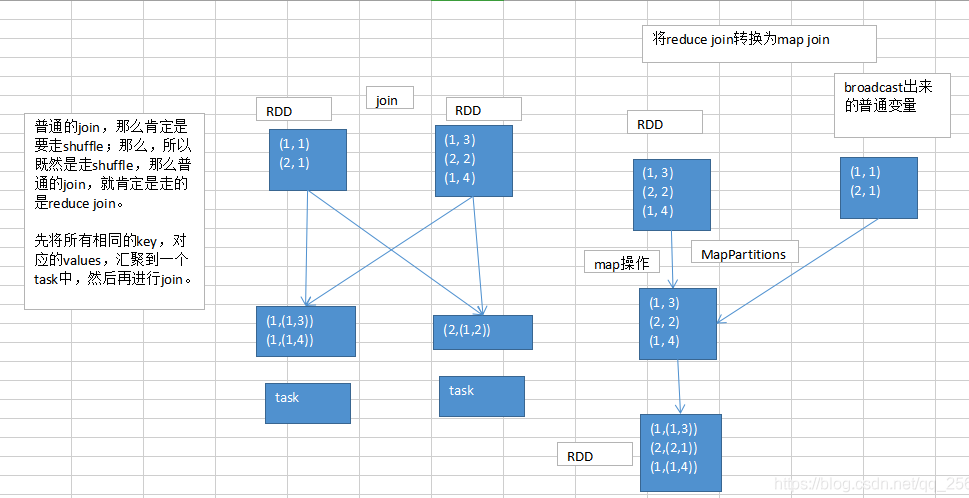 将reduce join转换为map join
broadcast出来
的普通变量
RDD
join
RDD
RDD
普通的join，那么肯定是
要走shuffle；那么，所以
既然是走shuffle，那么普
通的join，就肯定是走的
是reduce join。
先将所有相同的key，对
应的values，汇聚到一个
task中，然后再进行join。
(1, 1)
(2, 1)
(1, 3)
(2, 2)
(1, 4)
(1, 3)
(2, 2)
(1, 4)
(1, 1)
(2, 1)
map操作
MapPartitions
(1,(1,3))
(1,(1,4))
(2,(1,2))
(1, 3)
(2, 2)
(1, 4)
task
task
RDD
(1,(1,3))
(2,(2,1))
(1,(1,4))
https://blog.csdn.net/qq_256